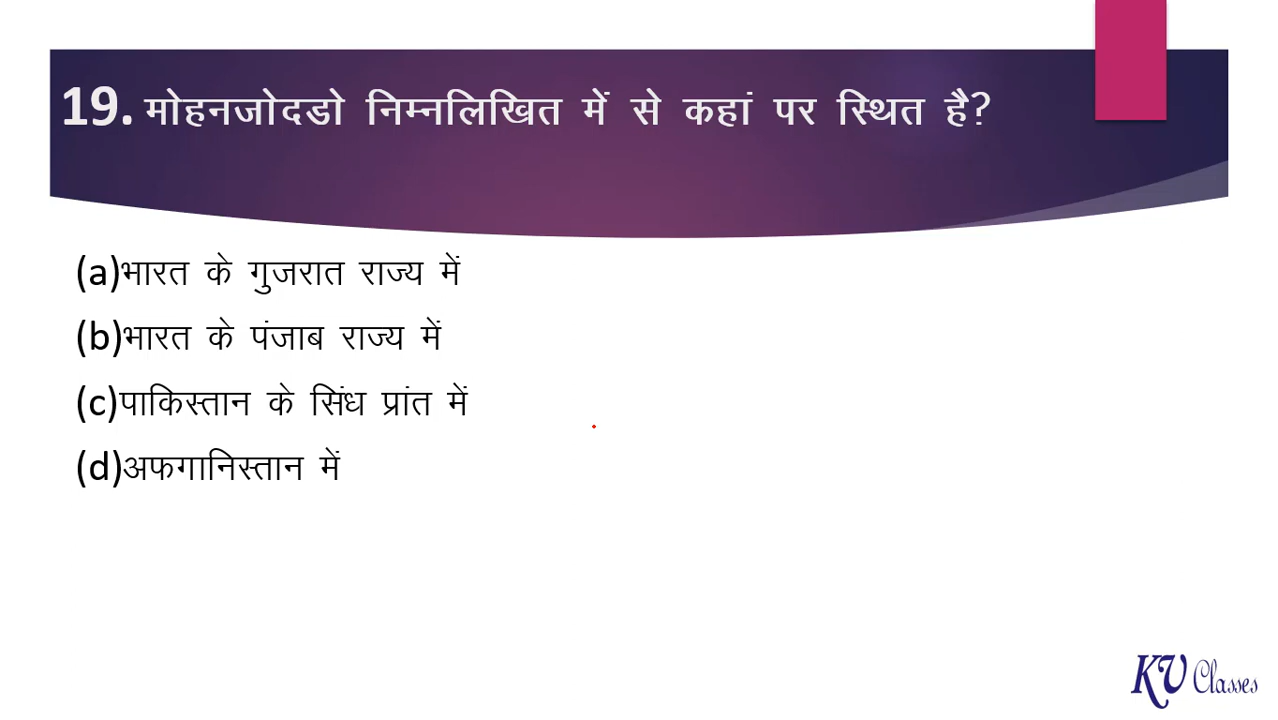 19. मोहनजोदडो निम्नलिखित में से कहां पर स्थित है?
(a)भारत के गुजरात राज्य में
(b)भारत के पंजाब राज्य में
(c)पाकिस्तान के सिंध प्रांत में
(d)अफगानिस्तान में
KV Classes